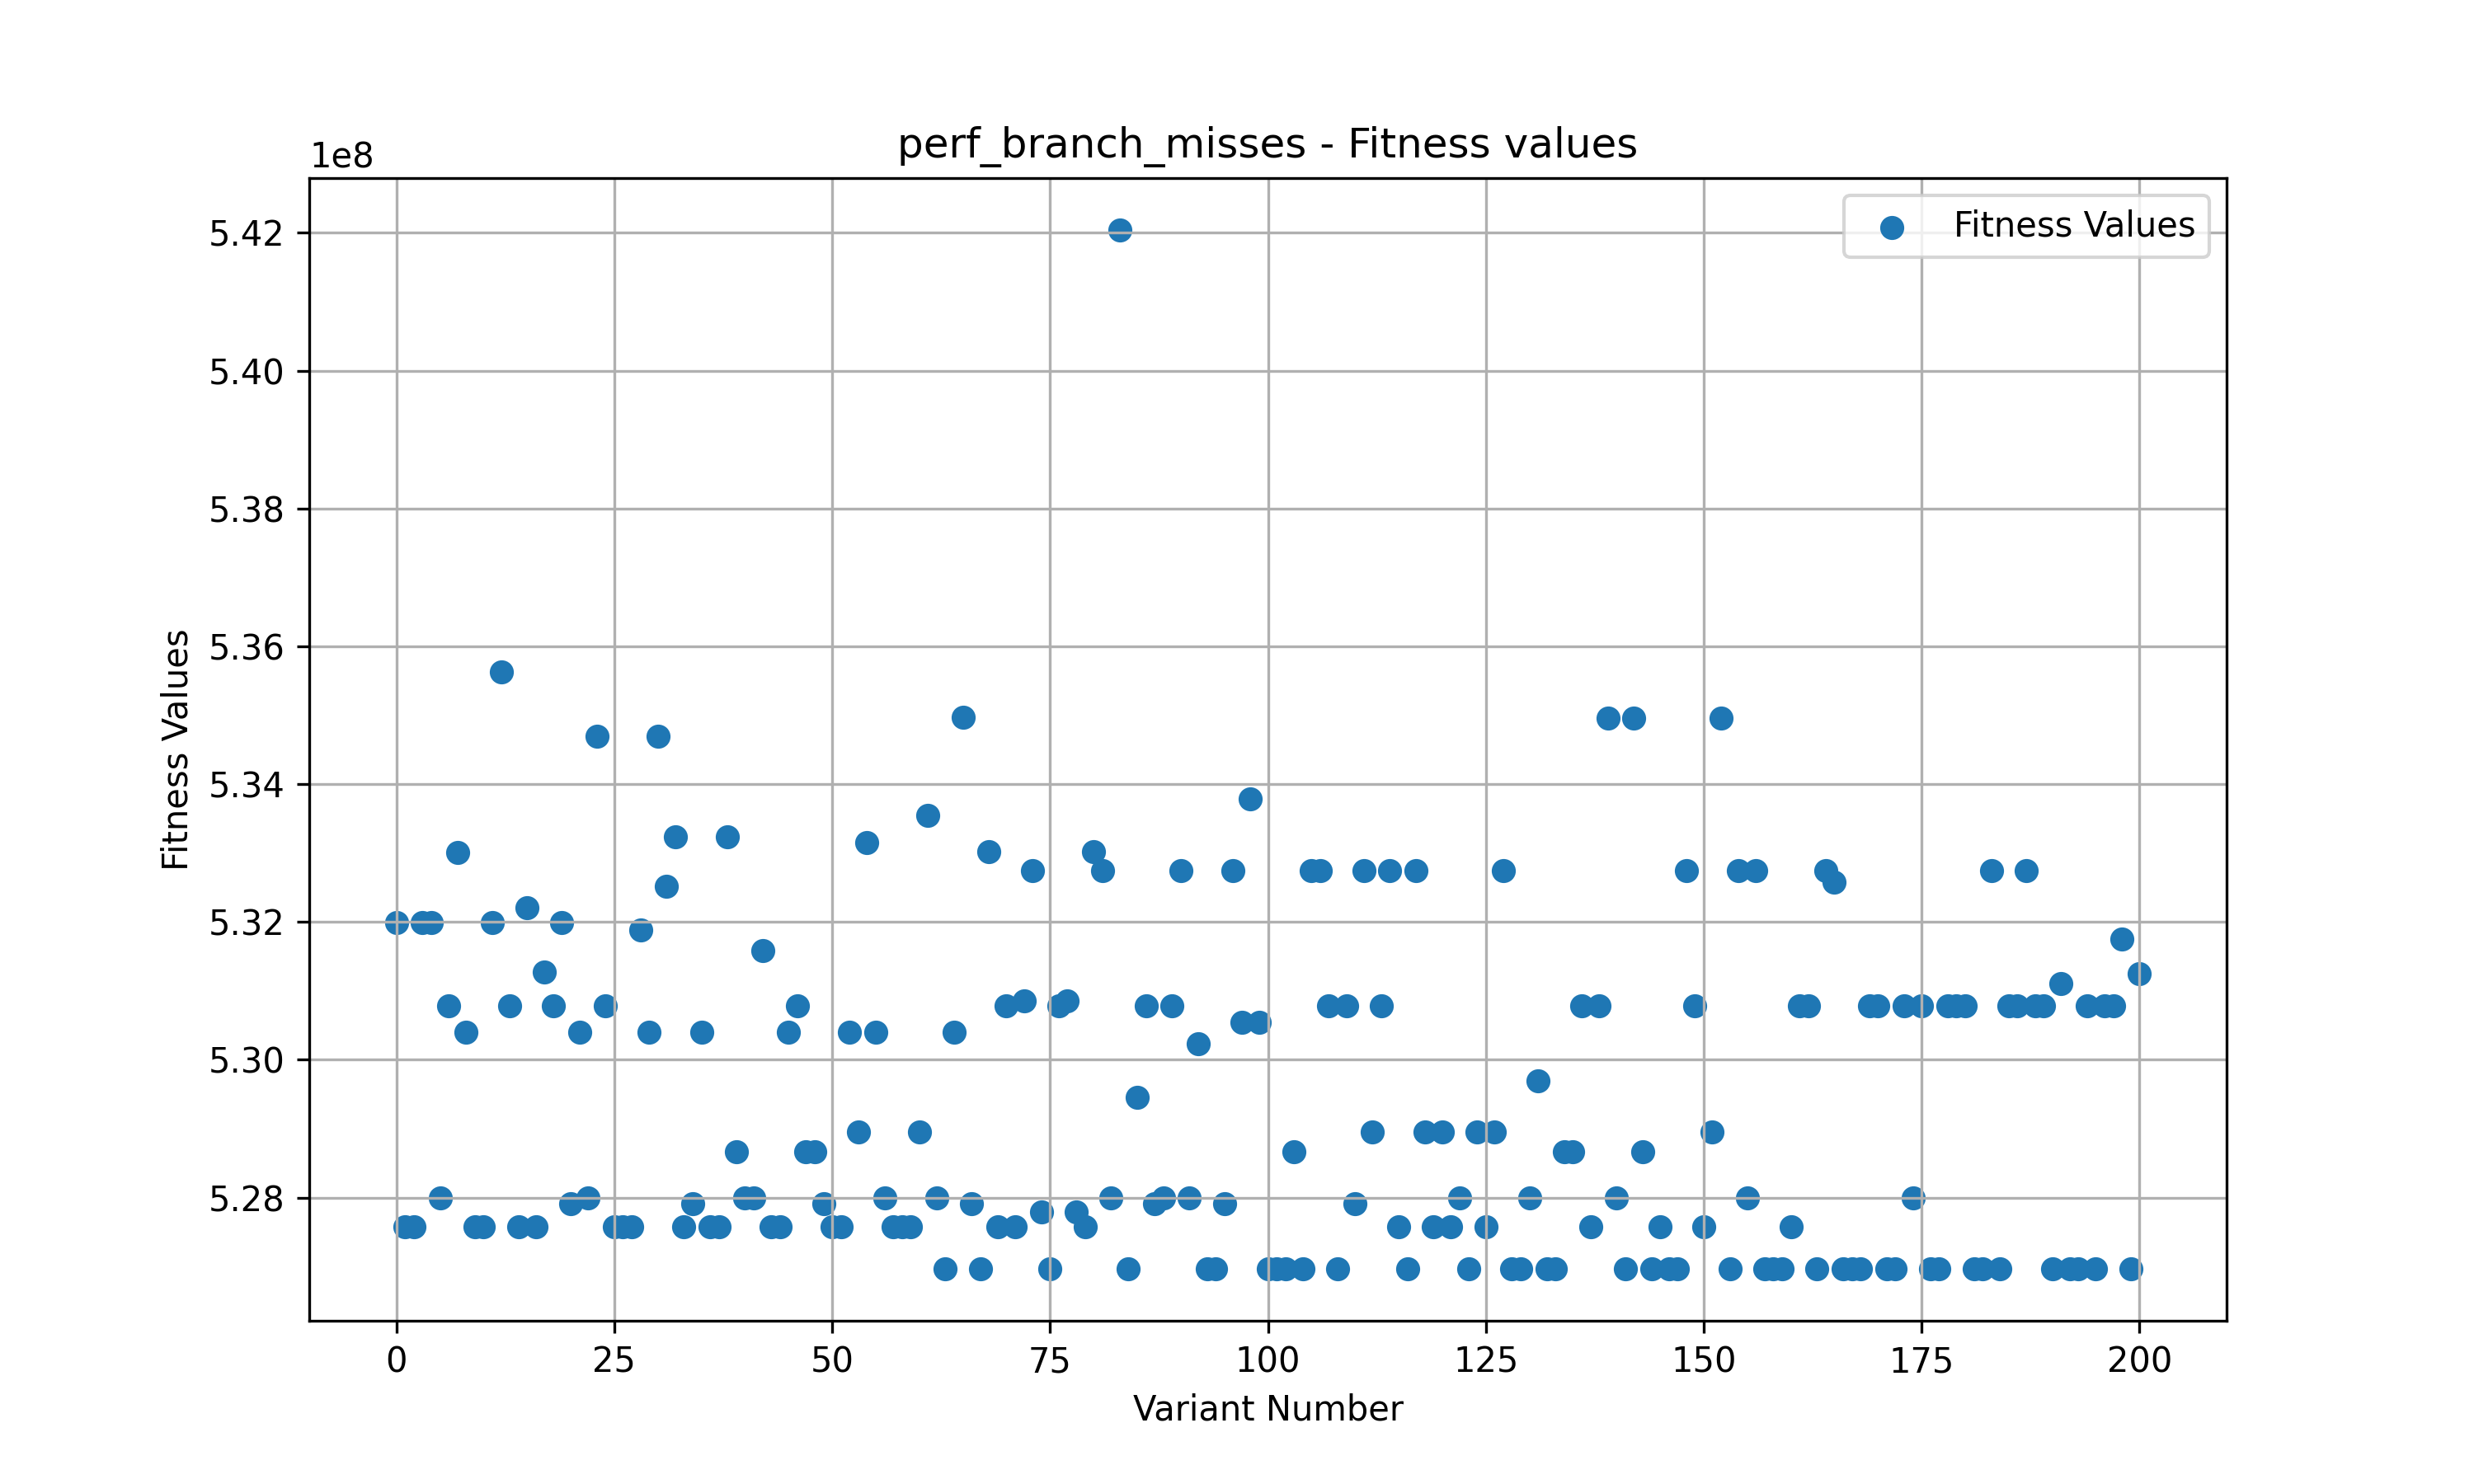 perf_branch_misses - Fitness values
1e8
Fitness Values
5.42
5.40
5.38
5.36
5.34
5.32
5.30
5.28
Fitness Values
0 25 50 75 100 125 150 175 200
Variant Number